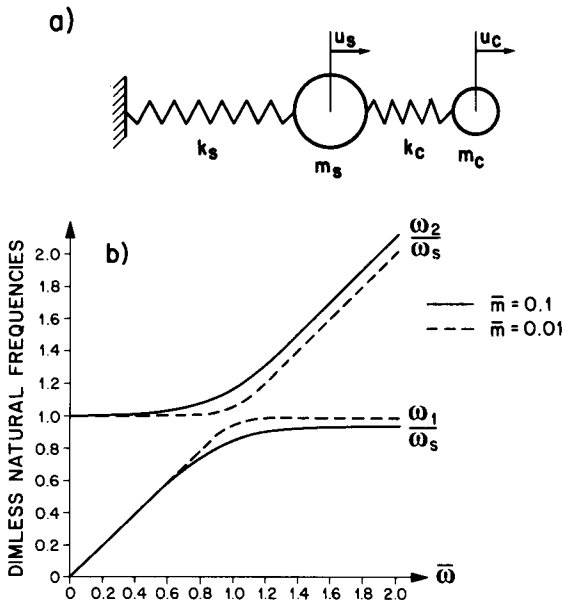 a)
u_s
u_c
k_s
m_s
k_c
m_c
b)
DIMLESS NATURAL FREQUENCIES
2.0
1.8
1.6
1.4
1.2
1.0
0.8
0.6
0.4
0.2
0
0 0.2 0.4 0.6 0.8 1.0 1.2 1.4 1.6 1.8 2.0
ω̄
ω₂
ω_s
ω₁
ω_s
m̄ = 0.1
m̄ = 0.01